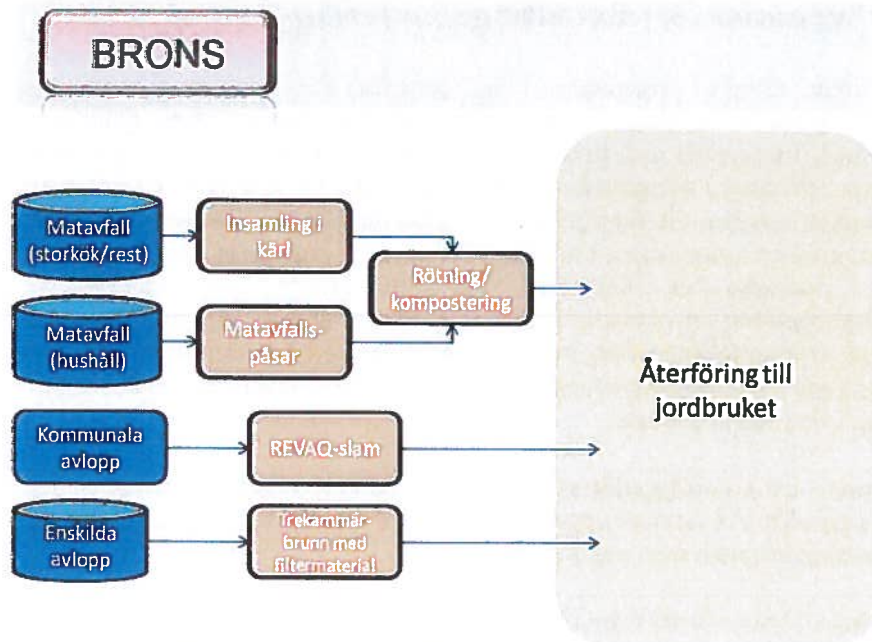 BRONS
Matavfall
(storkök/rest)
Insamling i
kärl
Rötning/
kompostering
Matavfall
(hushåll)
Matavfalls-
påsar
Återföring till
jordbruket
Kommunala
avlopp
REVAQ-slam
Enskilda
avlopp
Trekammar-
brunn med
filtermaterial